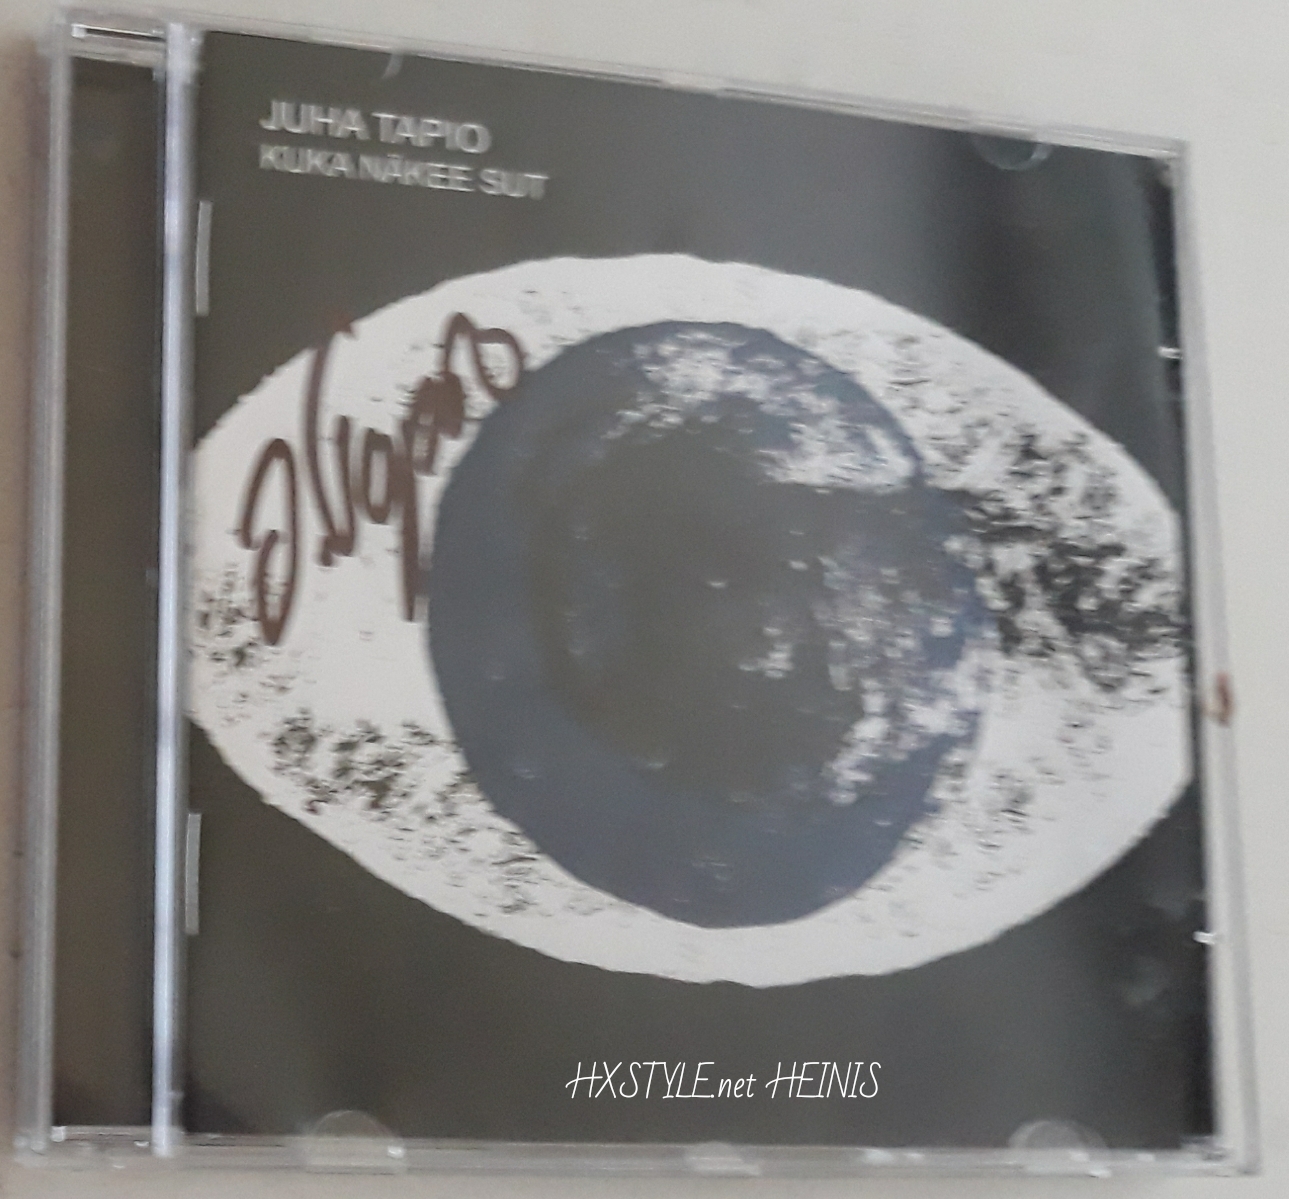 JUHA TAPIO
KUKA NÄKEE SUT
HXSTYLE.net HEINIS